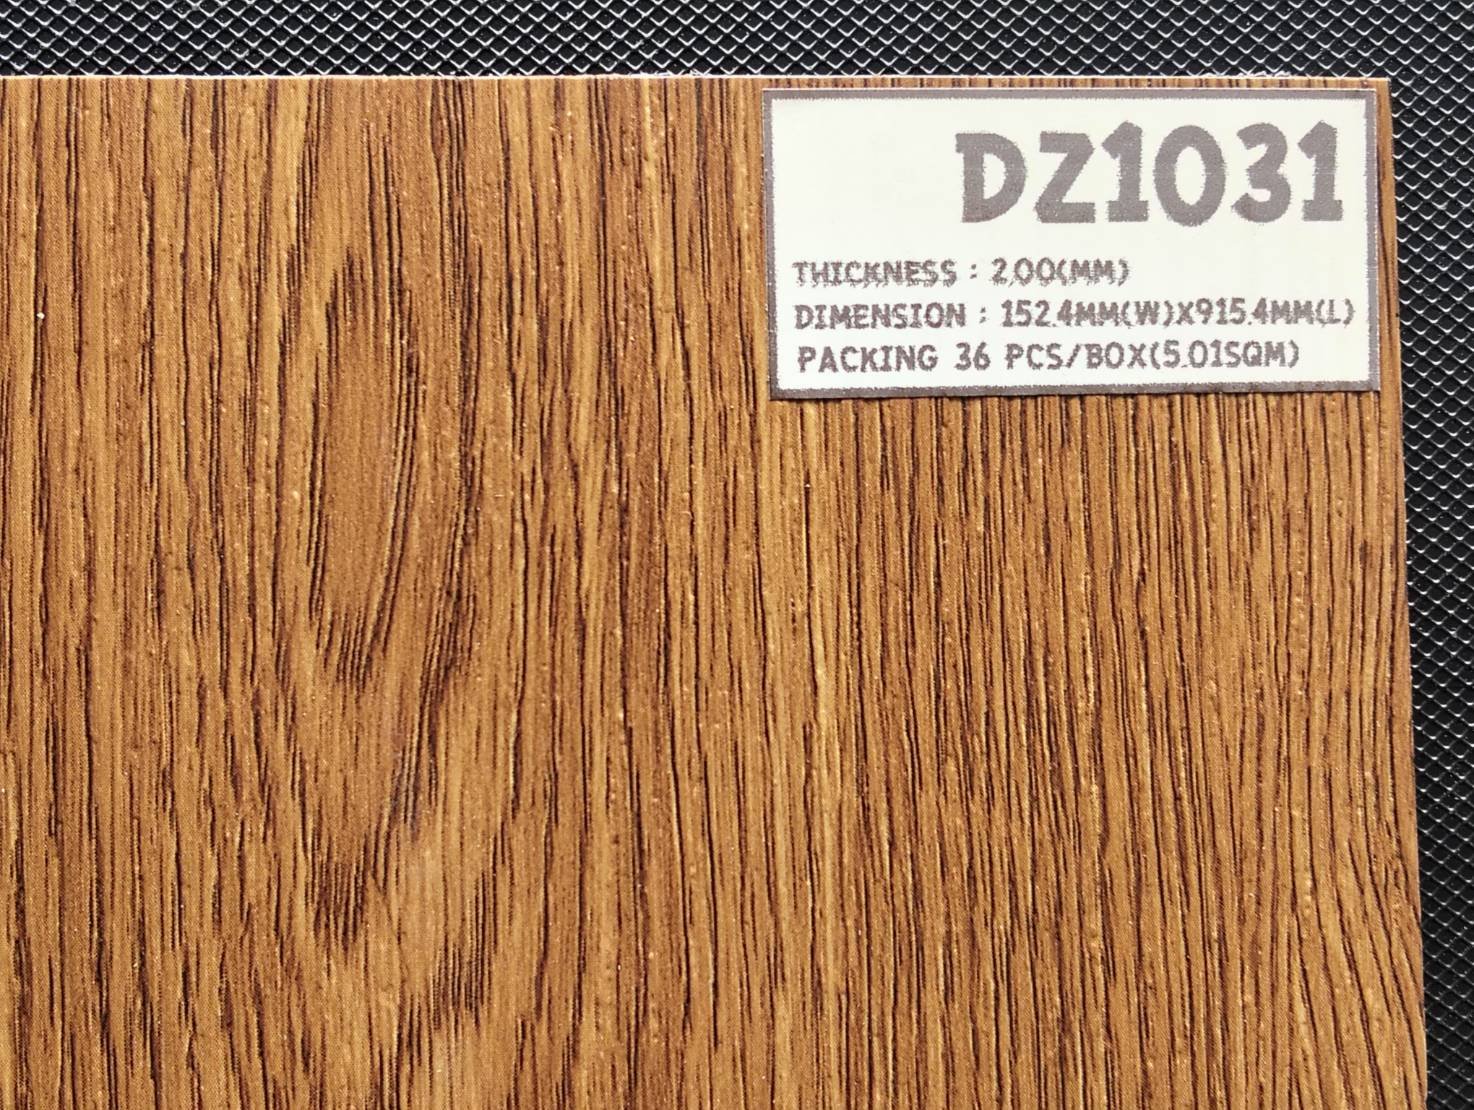 DZ1031
THICKNESS : 2.00(MM)
DIMENSION : 152.4MM(W)X915.4MM(L)
PACKING 36 PCS/BOX(5.01SQM)